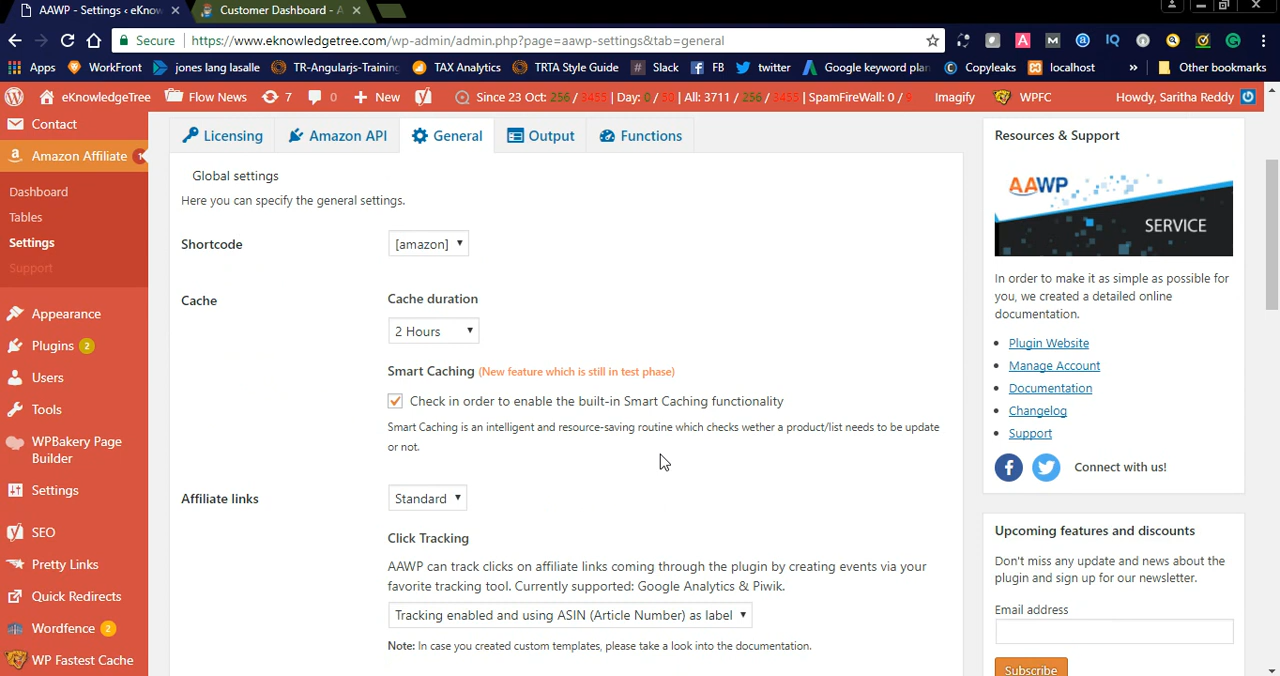 AAWP - Settings ‹ eKnow
Customer Dashboard - A
Secure
https://www.eknowledgetree.com/wp-admin/admin.php?page=aawp-settings&tab=general
Apps
WorkFront
jones lang lasalle
TR-Angularjs-Training
TAX Analytics
TRTA Style Guide
Slack
FB
twitter
Google keyword plan
Copyleaks
localhost
»
Other bookmarks
eKnowledgeTree
Flow News
7
0
New
Since 23 Oct: 256 / 3455 | Day: 0 / 50 | All: 3711 / 256 / 3455 | SpamFireWall: 0 / 9
Imagify
WPFC
Howdy, Saritha Reddy
Contact
Amazon Affiliate 1
Dashboard
Tables
Settings
Support
Appearance
Plugins 2
Users
Tools
WPBakery Page
Builder
Settings
SEO
Pretty Links
Quick Redirects
Wordfence 2
WP Fastest Cache
Licensing
Amazon API
General
Output
Functions
Global settings
Here you can specify the general settings.
Shortcode
[amazon]
Cache
Cache duration
2 Hours
Smart Caching (New feature which is still in test phase)
Check in order to enable the built-in Smart Caching functionality
Smart Caching is an intelligent and resource-saving routine which checks wether a product/list needs to be update
or not.
Affiliate links
Standard
Click Tracking
AAWP can track clicks on affiliate links coming through the plugin by creating events via your
favorite tracking tool. Currently supported: Google Analytics & Piwik.
Tracking enabled and using ASIN (Article Number) as label
Note: In case you created custom templates, please take a look into the documentation.
Resources & Support
AAWP
SERVICE
In order to make it as simple as possible for
you, we created a detailed online
documentation.
Plugin Website
Manage Account
Documentation
Changelog
Support
Connect with us!
Upcoming features and discounts
Don't miss any update and news about the
plugin and sign up for our newsletter.
Email address
Subscribe